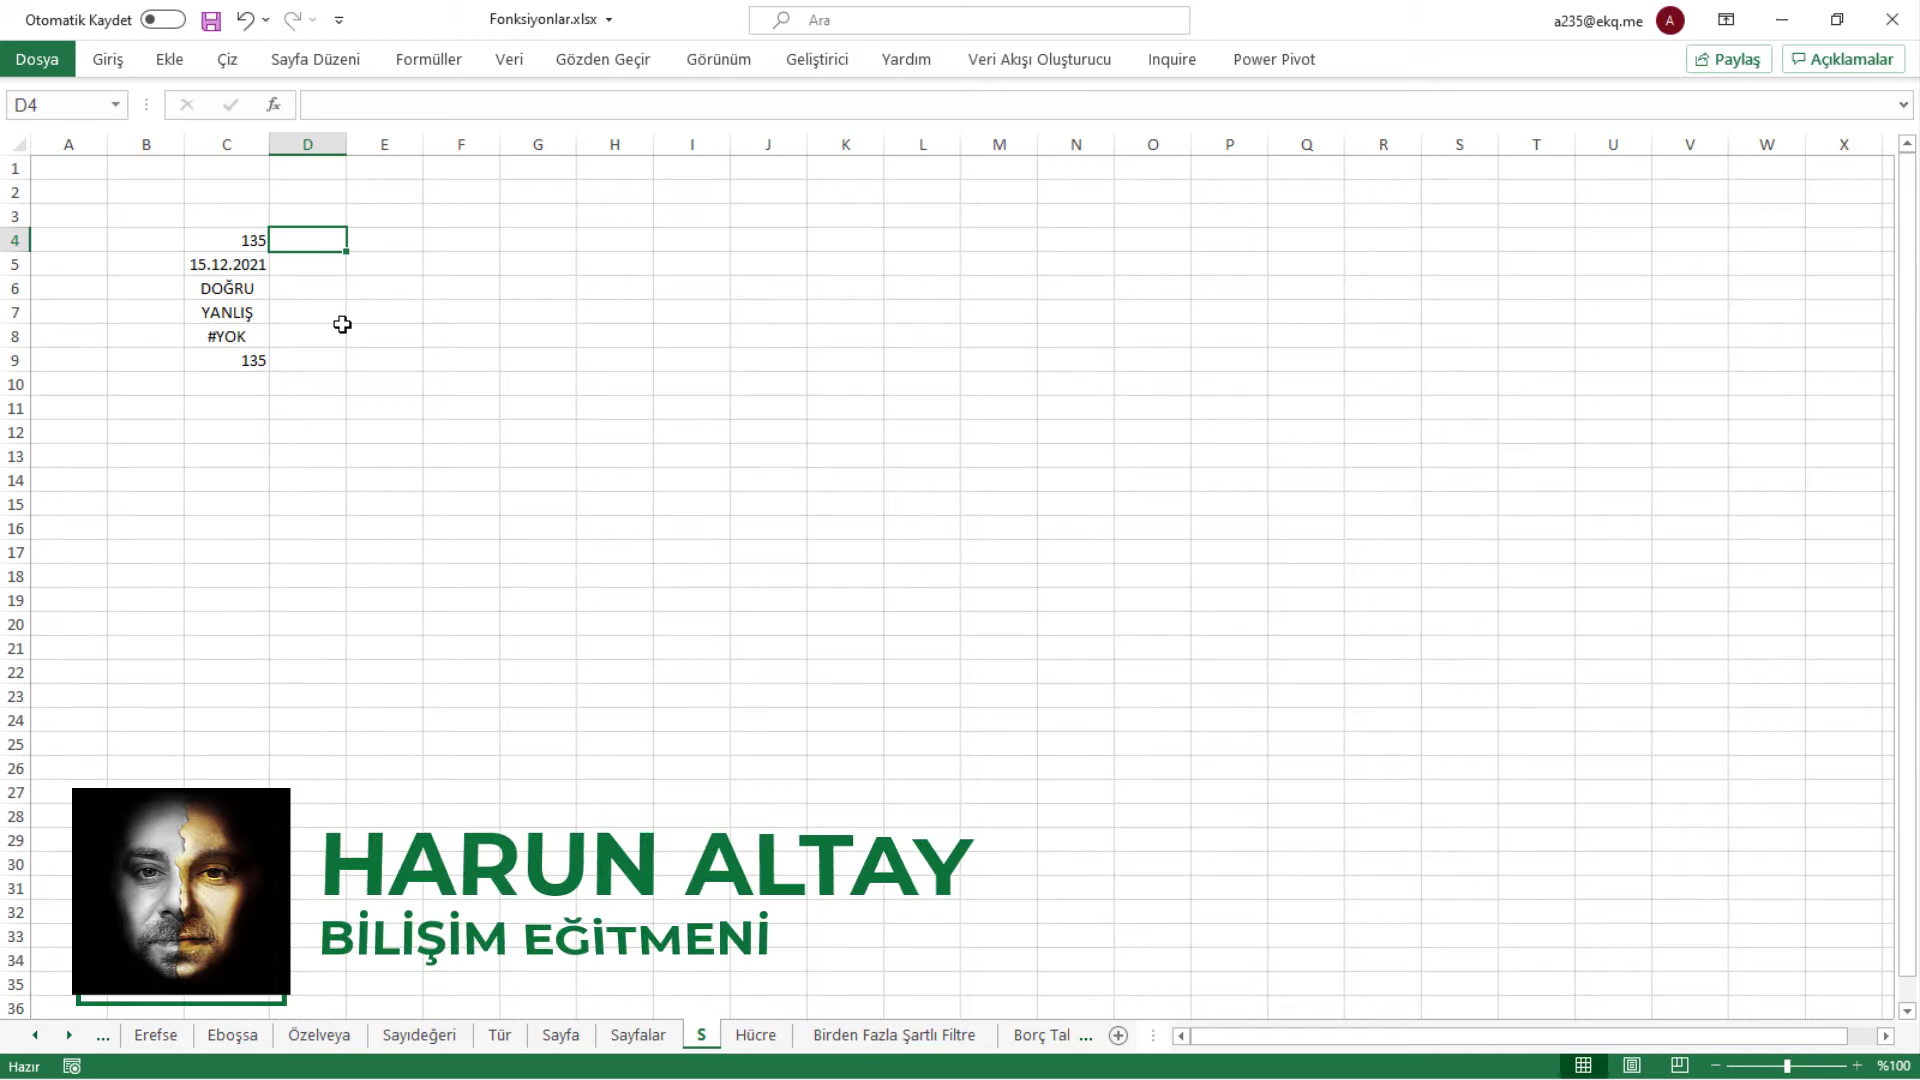 Otomatik Kaydet
Fonksiyonlar.xlsx
Ara
a235@ekq.me
A
Dosya Giriş Ekle Çiz Sayfa Düzeni Formüller Veri Gözden Geçir Görünüm Geliştirici Yardım Veri Akışı Oluşturucu Inquire Power Pivot Paylaş Açıklamalar
D4 fx
A B C D E F G H I J K L M N O P Q R S T U V W X
1
2
3
4 135
5 15.12.2021
6 DOĞRU
7 YANLIŞ
8 #YOK
9 135
10
11
12
13
14
15
16
17
18
19
20
21
22
23
24
25
26
27
28
29
30
31
32
33
34
35
36
HARUN ALTAY
BİLİŞİM EĞİTMENİ
... Erefse Eboşsa Özelveya Sayıdeğeri Tür Sayfa Sayfalar S Hücre Birden Fazla Şartlı Filtre Borç Tal ...
Hazır
%100